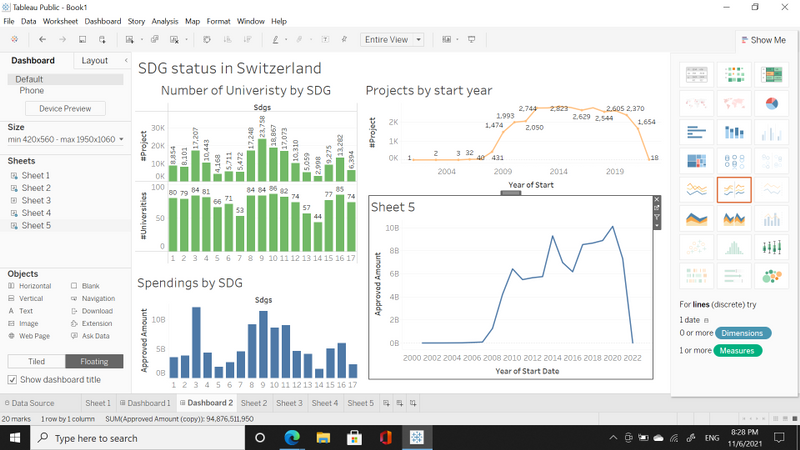 Tableau Public - Book1
File Data Worksheet Dashboard Story Analysis Map Format Window Help
Entire View
Show Me
Dashboard Layout
Default
Phone
Device Preview
Size
min 420x560 - max 1950x1060
Sheets
Sheet 1
Sheet 2
Sheet 3
Sheet 4
Sheet 5
Objects
Horizontal Blank
Vertical Navigation
Text Download
Image Extension
Web Page Ask Data
Tiled Floating
Show dashboard title
SDG status in Switzerland
Number of Univeristy by SDG
Sdgs
#Project
30K
20K
10K
0K
8,854 8,101 17,207 10,443 4,168 5,711 5,472 17,248 23,758 18,867 17,073 10,310 5,059 2,998 9,275 13,282 6,394
#Universities
100
50
0
80 79 84 81 66 71 53 84 84 86 82 74 57 44 77 85 74
1 2 3 4 5 6 7 8 9 10 11 12 13 14 15 16 17
Spendings by SDG
Sdgs
Approved Amount
10B
5B
0B
1 2 3 4 5 6 7 8 9 10 11 12 13 14 15 16 17
Projects by start year
#Project
2K
1K
0K
1 2 3 32 40 431 1,474 1,993 2,744 2,050 2,823 2,629 2,544 2,605 2,370 1,654 18
2004 2009 2014 2019
Year of Start
Sheet 5
Approved Amount
10B
8B
6B
4B
2B
0B
2000 2002 2004 2006 2008 2010 2012 2014 2016 2018 2020 2022
Year of Start Date
For lines (discrete) try
1 date
0 or more Dimensions
1 or more Measures
Data Source Sheet 1 Dashboard 1 Dashboard 2 Sheet 2 Sheet 3 Sheet 4 Sheet 5
20 marks 1 row by 1 column SUM(Approved Amount (copy)): 94,876,511,950
Type here to search
ENG
8:28 PM
11/6/2021